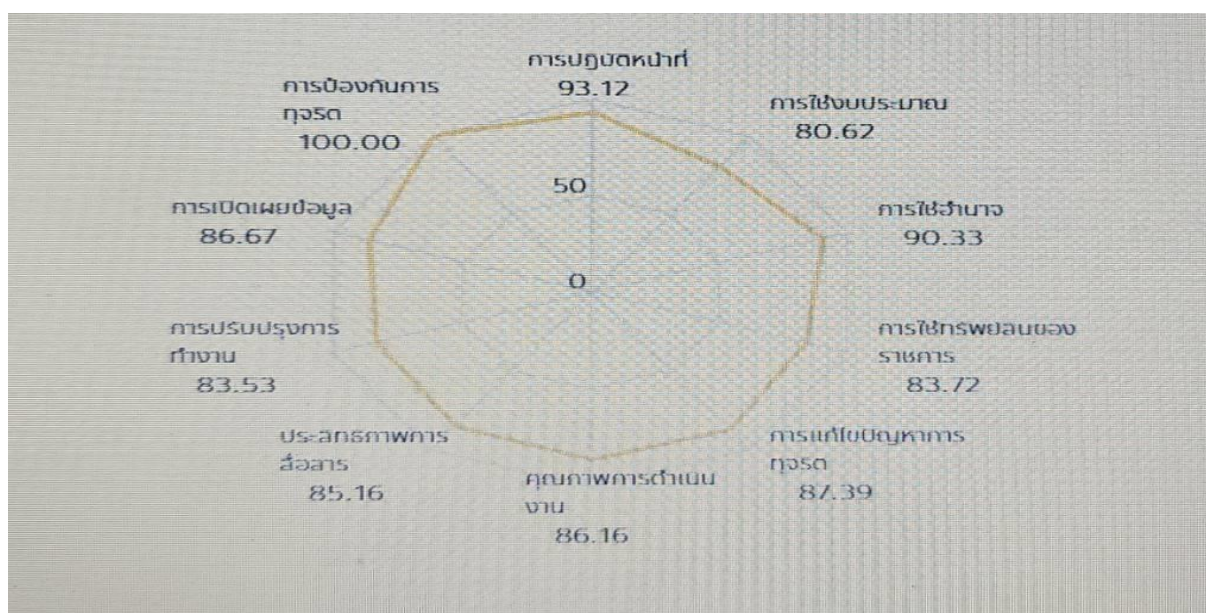 การปฏิบัติหน้าที่
93.12
การป้องกันการ
ทุจริต
100.00
การใช้งบประมาณ
80.62
50
การเปิดเผยข้อมูล
86.67
การใช้อำนาจ
90.33
0
การปรับปรุงการ
ทำงาน
83.53
การใช้ทรัพย์สินของ
ราชการ
83.72
ประสิทธิภาพการ
สื่อสาร
85.16
คุณภาพการดำเนิน
งาน
86.16
การแก้ไขปัญหาการ
ทุจริต
87.39